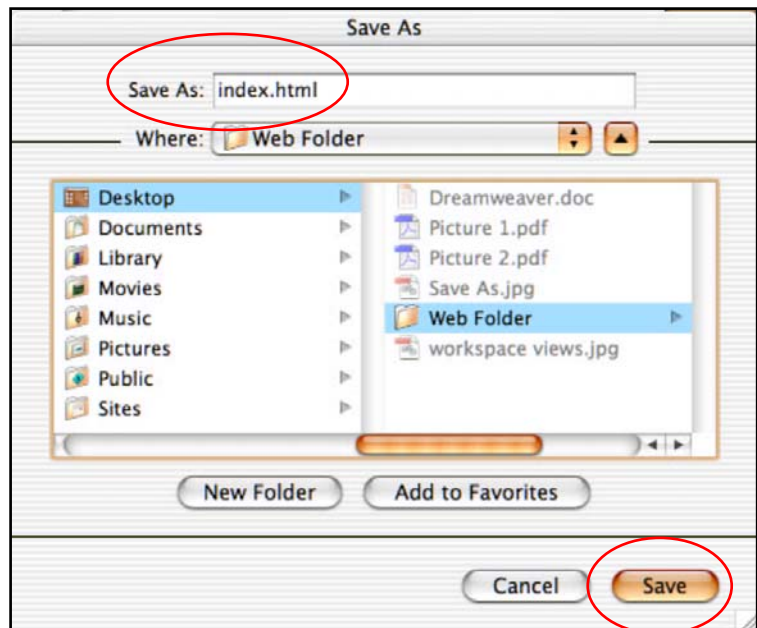 Save As
Save As: index.html
Where: Web Folder
Desktop
Documents
Library
Movies
Music
Pictures
Public
Sites
Dreamweaver.doc
Picture 1.pdf
Picture 2.pdf
Save As.jpg
Web Folder
workspace views.jpg
New Folder
Add to Favorites
Cancel
Save